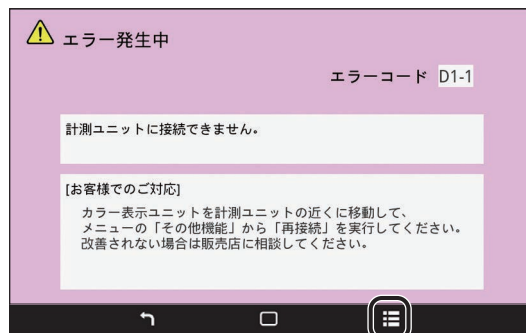 エラー発生中
エラーコード D1-1
計測ユニットに接続できません。
[お客様でのご対応]
カラー表示ユニットを計測ユニットの近くに移動して、
メニューの「その他機能」から「再接続」を実行してください。
改善されない場合は販売店に相談してください。